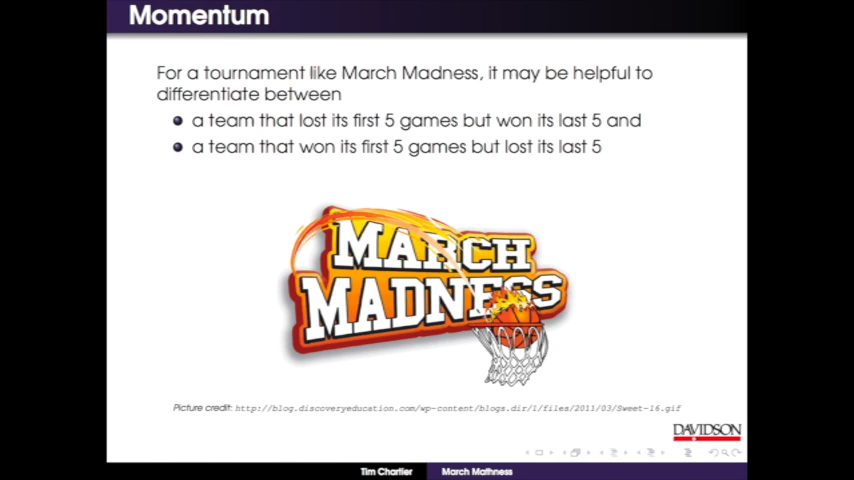 Momentum
For a tournament like March Madness, it may be helpful to
differentiate between
a team that lost its first 5 games but won its last 5 and
a team that won its first 5 games but lost its last 5
MARCH
MADNESS
Picture credit: http://blog.discoveryeducation.com/wp-content/blogs.dir/1/files/2011/03/Sweet-16.gif
DAVIDSON
Tim Chartier March Mathness